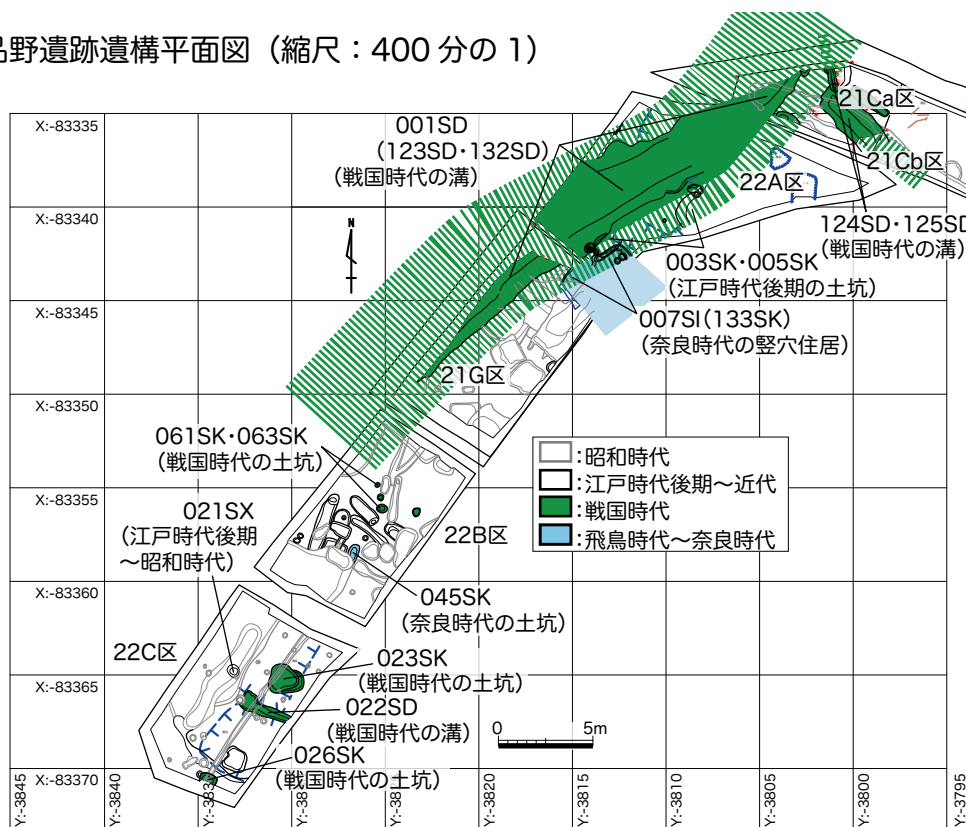 品野遺跡遺構平面図（縮尺：400 分の 1）
X:-83335
X:-83340
X:-83345
X:-83350
X:-83355
X:-83360
X:-83365
X:-83370
001SD
(123SD・132SD)
（戦国時代の溝）
21Ca区
21Cb区
22A区
124SD・125SD
（戦国時代の溝）
003SK・005SK
（江戸時代後期の土坑）
007SI(133SK)
（奈良時代の竪穴住居）
21G区
061SK・063SK
（戦国時代の土坑）
:昭和時代
:江戸時代後期～近代
:戦国時代
:飛鳥時代～奈良時代
021SX
（江戸時代後期
～昭和時代）
22B区
045SK
（奈良時代の土坑）
22C区
023SK
（戦国時代の土坑）
022SD
（戦国時代の溝）
026SK
（戦国時代の土坑）
N
0
5m
Y:-3845
Y:-3840
Y:-3820
Y:-3815
Y:-3810
Y:-3805
Y:-3800
Y:-3795